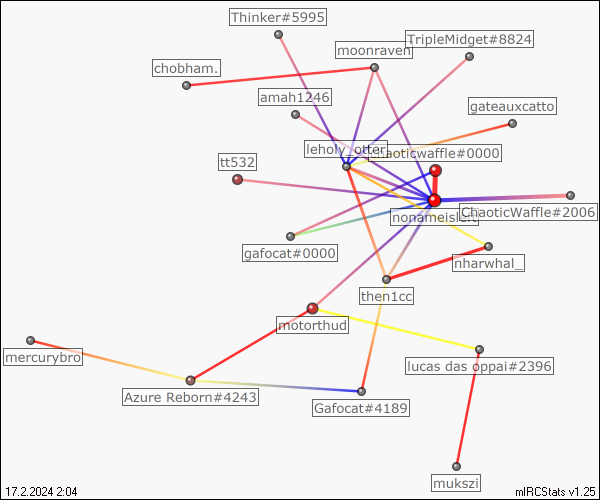 Thinker#5995
TripleMidget#8824
moonraven
chobham.
amah1246
gateauxcatto
leholy_otter
chaoticwaffle#0000
tt532
nonameisleft
ChaoticWaffle#2006
gafocat#0000
nharwhal_
then1cc
motorthud
mercurybro
lucas das oppai#2396
Azure Reborn#4243
Gafocat#4189
mukszi
17.2.2024 2:04
mIRCStats v1.25